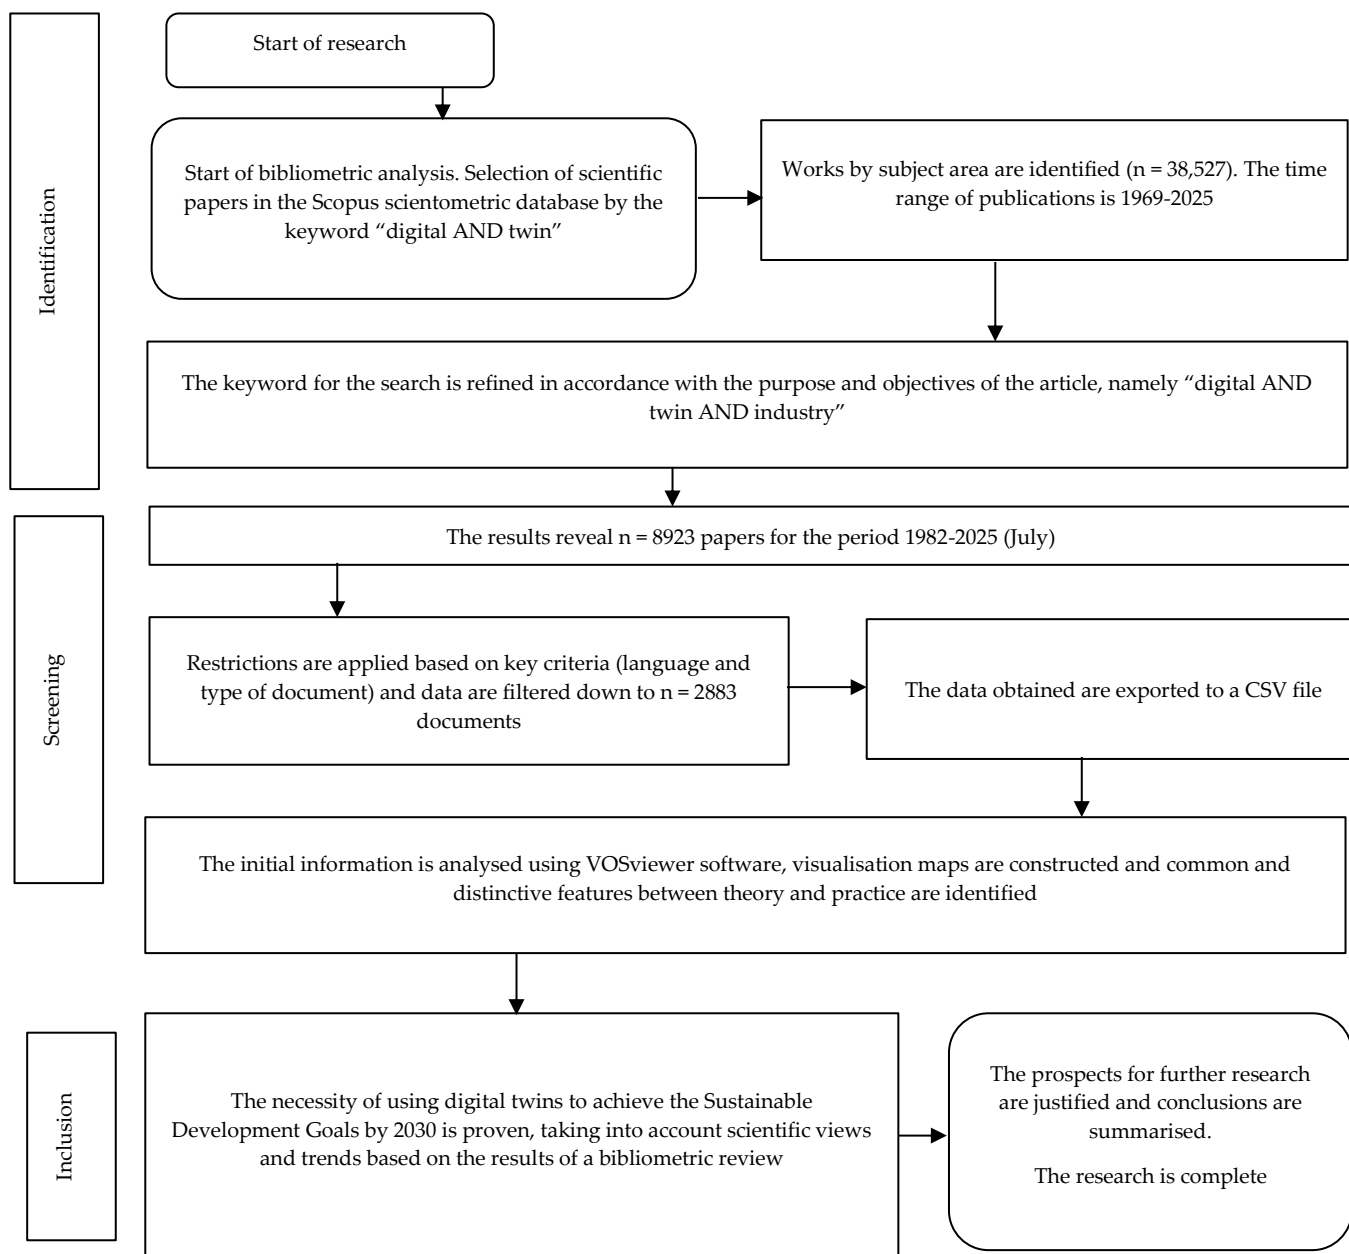 Identification
Start of research
Start of bibliometric analysis. Selection of scientific
papers in the Scopus scientometric database by the
keyword “digital AND twin”
Works by subject area are identified (n = 38,527). The time
range of publications is 1969-2025
The keyword for the search is refined in accordance with the purpose and objectives of the article, namely “digital AND
twin AND industry”
Screening
The results reveal n = 8923 papers for the period 1982-2025 (July)
Restrictions are applied based on key criteria (language and
type of document) and data are filtered down to n = 2883
documents
The data obtained are exported to a CSV file
The initial information is analysed using VOSviewer software, visualisation maps are constructed and common and
distinctive features between theory and practice are identified
Inclusion
The necessity of using digital twins to achieve the Sustainable
Development Goals by 2030 is proven, taking into account scientific views
and trends based on the results of a bibliometric review
The prospects for further research
are justified and conclusions are
summarised.
The research is complete